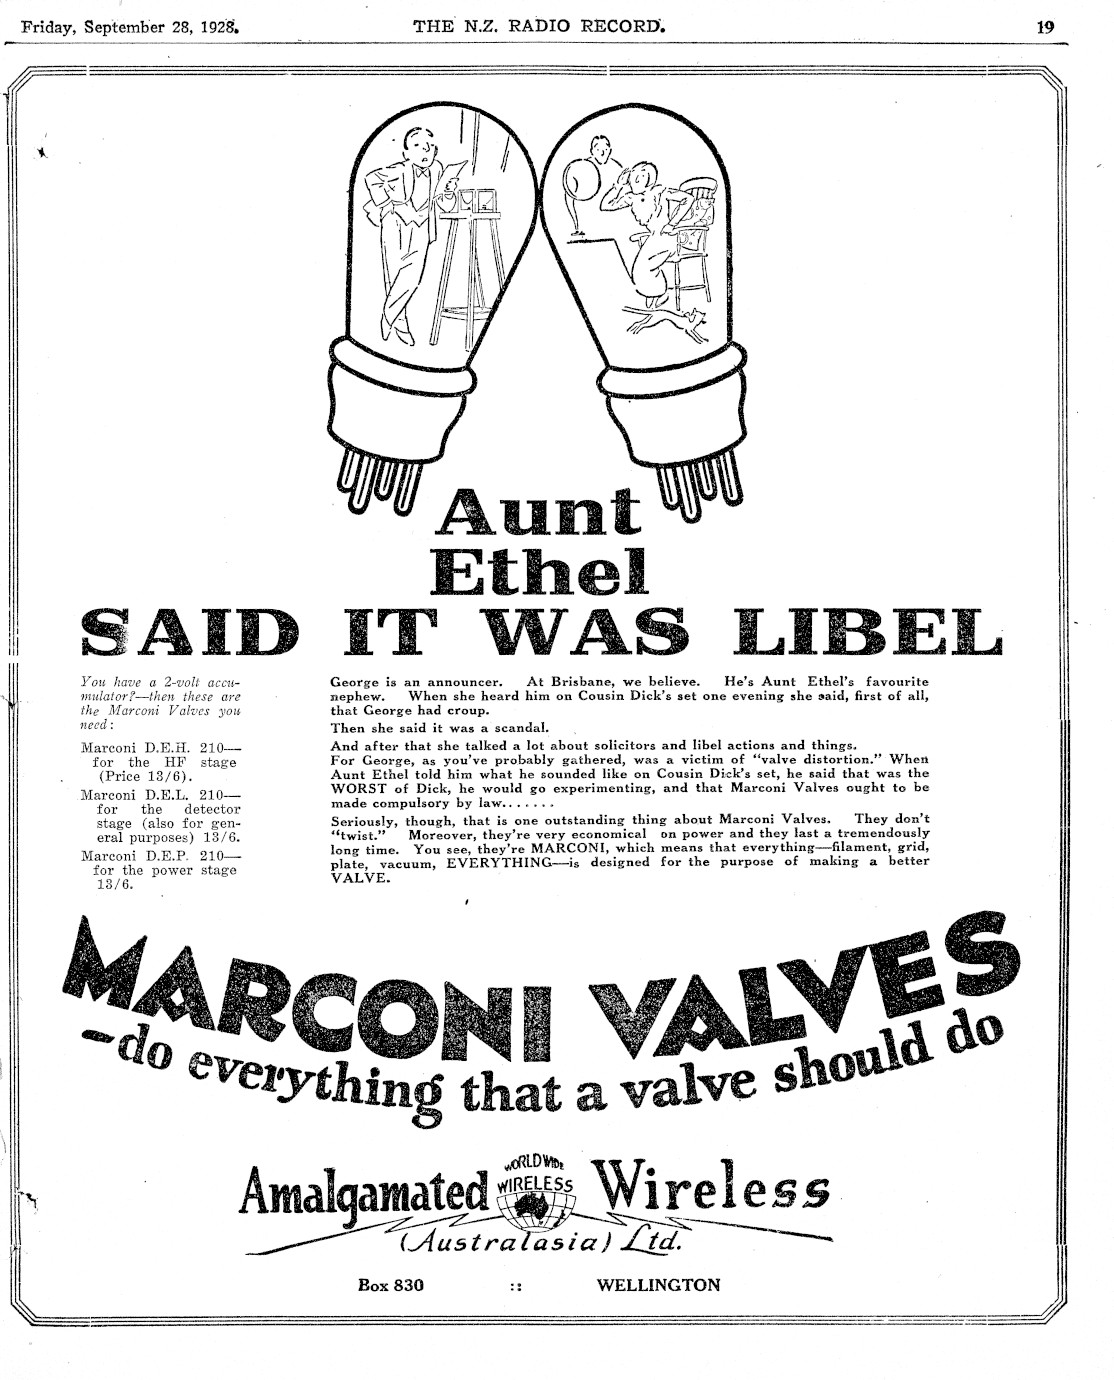 Friday, September 28, 1928.
THE N.Z. RADIO RECORD.
19
Aunt
Ethel
SAID IT WAS LIBEL
You have a 2-volt accu-
mulator?—then these are
the Marconi Valves you
need:
Marconi D.E.H. 210—
for the HF stage
(Price 13/6).
Marconi D.E.L. 210—
for the detector
stage (also for gen-
eral purposes) 13/6.
Marconi D.E.P. 210—
for the power stage
13/6.
George is an announcer. At Brisbane, we believe. He's Aunt Ethel's favourite
nephew. When she heard him on Cousin Dick's set one evening she said, first of all,
that George had croup.
Then she said it was a scandal.
And after that she talked a lot about solicitors and libel actions and things.
For George, as you've probably gathered, was a victim of "valve distortion." When
Aunt Ethel told him what he sounded like on Cousin Dick's set, he said that was the
WORST of Dick, he would go experimenting, and that Marconi Valves ought to be
made compulsory by law.......
Seriously, though, that is one outstanding thing about Marconi Valves. They don't
"twist." Moreover, they're very economical on power and they last a tremendously
long time. You see, they're MARCONI, which means that everything—filament, grid,
plate, vacuum, EVERYTHING—is designed for the purpose of making a better
VALVE.
MARCONI VALVES
-do everything that a valve should do
Amalgamated Wireless
WORLD WIDE
WIRELESS
(Australasia) Ltd.
Box 830 :: WELLINGTON